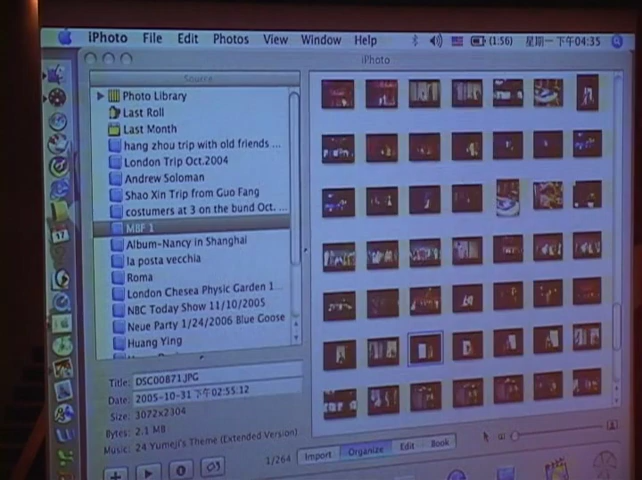 iPhoto File Edit Photos View Window Help (1:56) 星期一 下午04:35
iPhoto
Source
Photo Library
Last Roll
Last Month
hang zhou trip with old friends ...
London Trip Oct.2004
Andrew Soloman
Shao Xin Trip from Guo Fang
costumers at 3 on the bund Oct. ...
MBF 1
Album-Nancy in Shanghai
la posta vecchia
Roma
London Chesea Physic Garden 1...
NBC Today Show 11/10/2005
Neue Party 1/24/2006 Blue Goose
Huang Ying
Title: DSC00871.JPG
Date: 2005-10-31 下午02:55.12
Size: 3072x2304
Bytes: 2.1 MB
Music: 24 Yumeji's Theme (Extended Version)
1/264 Import Organize Edit Book